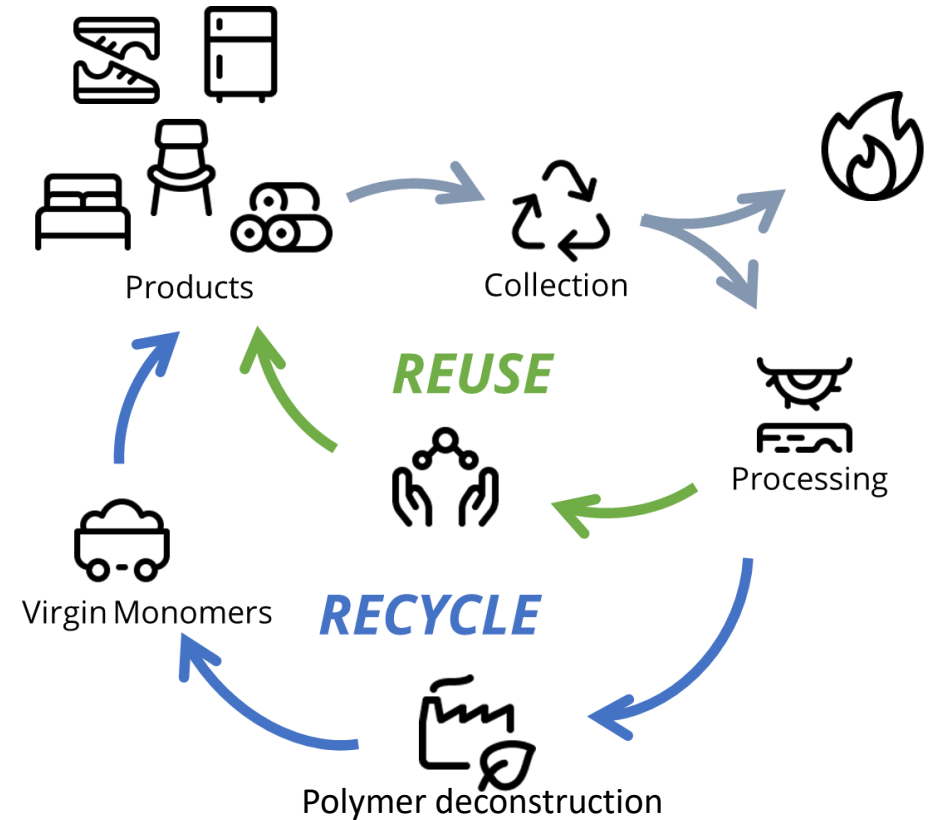 Products
Collection
REUSE
Processing
Virgin Monomers
RECYCLE
Polymer deconstruction